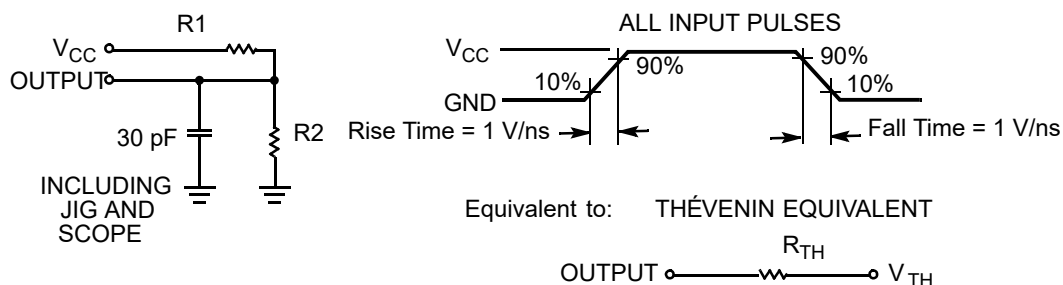 R1
VCC
OUTPUT
30 pF
R2
INCLUDING
JIG AND
SCOPE
ALL INPUT PULSES
VCC
GND
10%
90%
90%
10%
Rise Time = 1 V/ns
Fall Time = 1 V/ns
Equivalent to: THÉVENIN EQUIVALENT
RTH
OUTPUT
VTH